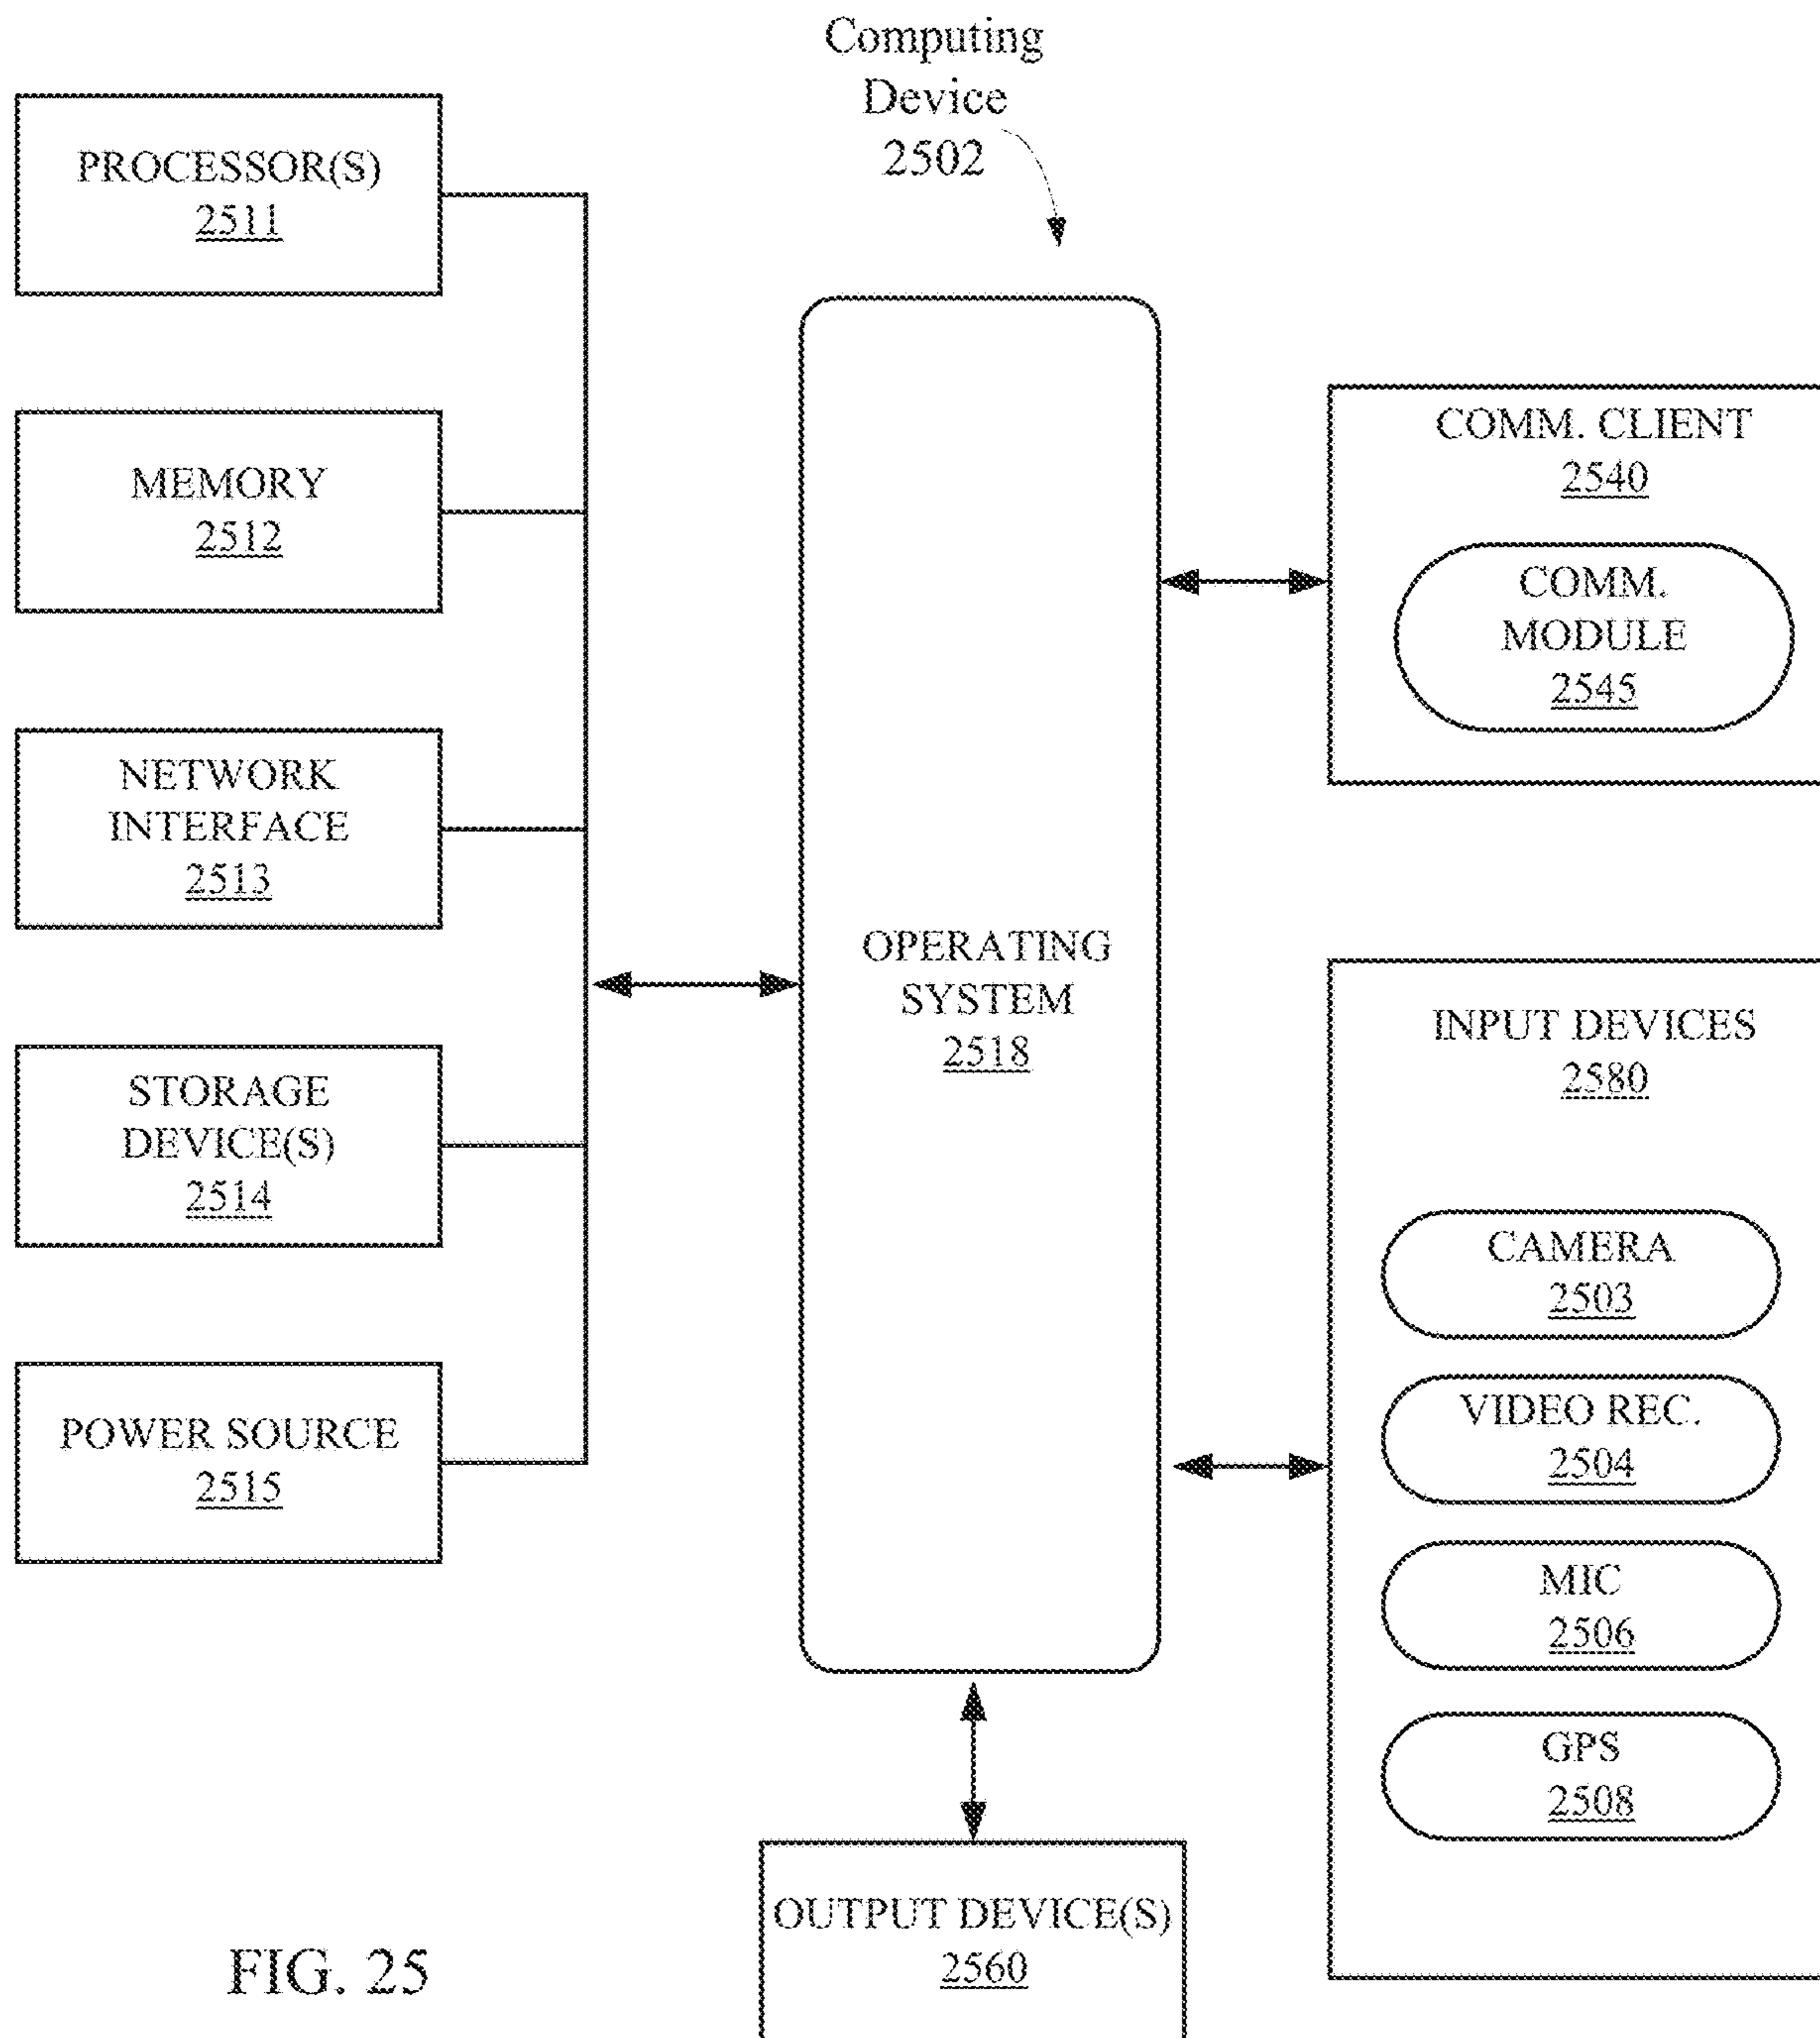 Computing
Device
2502
PROCESSOR(S)
2511
MEMORY
2512
NETWORK
INTERFACE
2513
STORAGE
DEVICE(S)
2514
POWER SOURCE
2515
OPERATING
SYSTEM
2518
COMM. CLIENT
2540
COMM.
MODULE
2545
INPUT DEVICES
2580
CAMERA
2503
VIDEO REC.
2504
MIC
2506
GPS
2508
OUTPUT DEVICE(S)
2560
FIG. 25